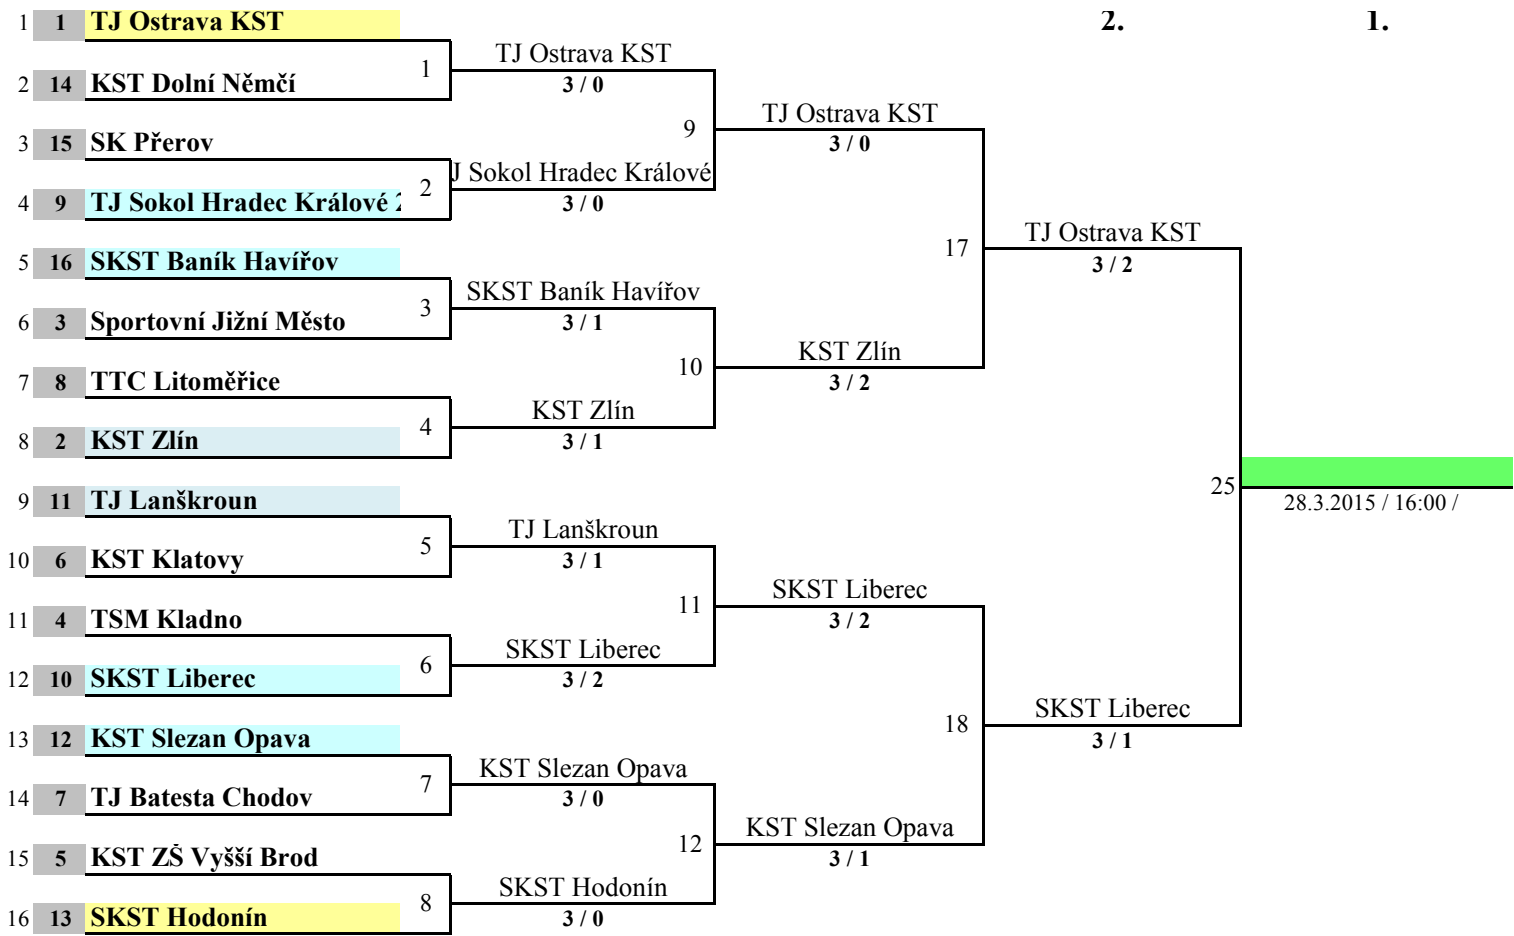 2. 1.
1 1 TJ Ostrava KST
1 TJ Ostrava KST
2 14 KST Dolní Němčí
3 / 0
9 TJ Ostrava KST
3 15 SK Přerov
3 / 0
2 J Sokol Hradec Králové
4 9 TJ Sokol Hradec Králové 2
3 / 0
17 TJ Ostrava KST
5 16 SKST Baník Havířov
3 / 2
3 SKST Baník Havířov
6 3 Sportovní Jižní Město
3 / 1
10 KST Zlín
7 8 TTC Litoměřice
3 / 2
4 KST Zlín
8 2 KST Zlín
3 / 1
25
9 11 TJ Lanškroun
28.3.2015 / 16:00 /
5 TJ Lanškroun
10 6 KST Klatovy
3 / 1
11 SKST Liberec
11 4 TSM Kladno
3 / 2
6 SKST Liberec
12 10 SKST Liberec
3 / 2
18 SKST Liberec
13 12 KST Slezan Opava
3 / 1
7 KST Slezan Opava
14 7 TJ Batesta Chodov
3 / 0
12 KST Slezan Opava
15 5 KST ZŠ Vyšší Brod
3 / 1
8 SKST Hodonín
16 13 SKST Hodonín
3 / 0